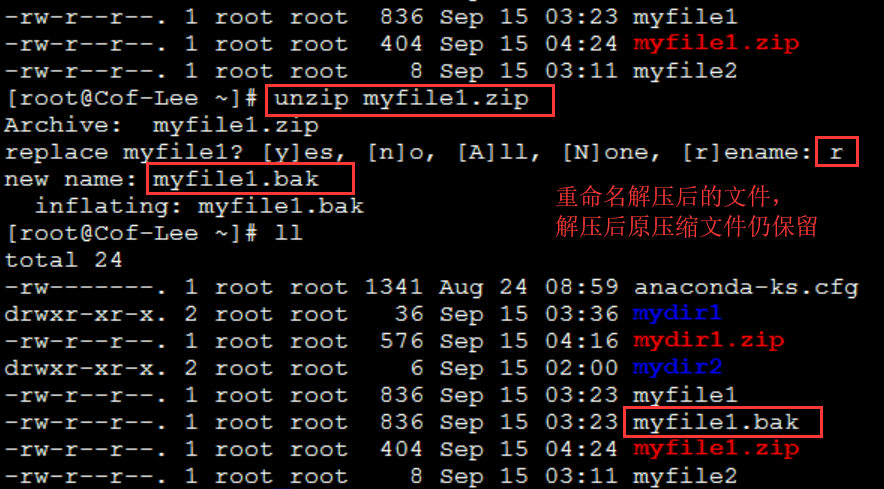 -rw-r--r--. 1 root root  836 Sep 15 03:23 myfile1
-rw-r--r--. 1 root root  404 Sep 15 04:24 myfile1.zip
-rw-r--r--. 1 root root    8 Sep 15 03:11 myfile2
[root@Cof-Lee ~]# unzip myfile1.zip
Archive:  myfile1.zip
replace myfile1? [y]es, [n]o, [A]ll, [N]one, [r]ename: r
new name: myfile1.bak
  inflating: myfile1.bak
重命名解压后的文件，
解压后原压缩文件仍保留
[root@Cof-Lee ~]# ll
total 24
-rw-------. 1 root root 1341 Aug 24 08:59 anaconda-ks.cfg
drwxr-xr-x. 2 root root   36 Sep 15 03:36 mydir1
-rw-r--r--. 1 root root  576 Sep 15 04:16 mydir1.zip
drwxr-xr-x. 2 root root    6 Sep 15 02:00 mydir2
-rw-r--r--. 1 root root  836 Sep 15 03:23 myfile1
-rw-r--r--. 1 root root  836 Sep 15 03:23 myfile1.bak
-rw-r--r--. 1 root root  404 Sep 15 04:24 myfile1.zip
-rw-r--r--. 1 root root    8 Sep 15 03:11 myfile2